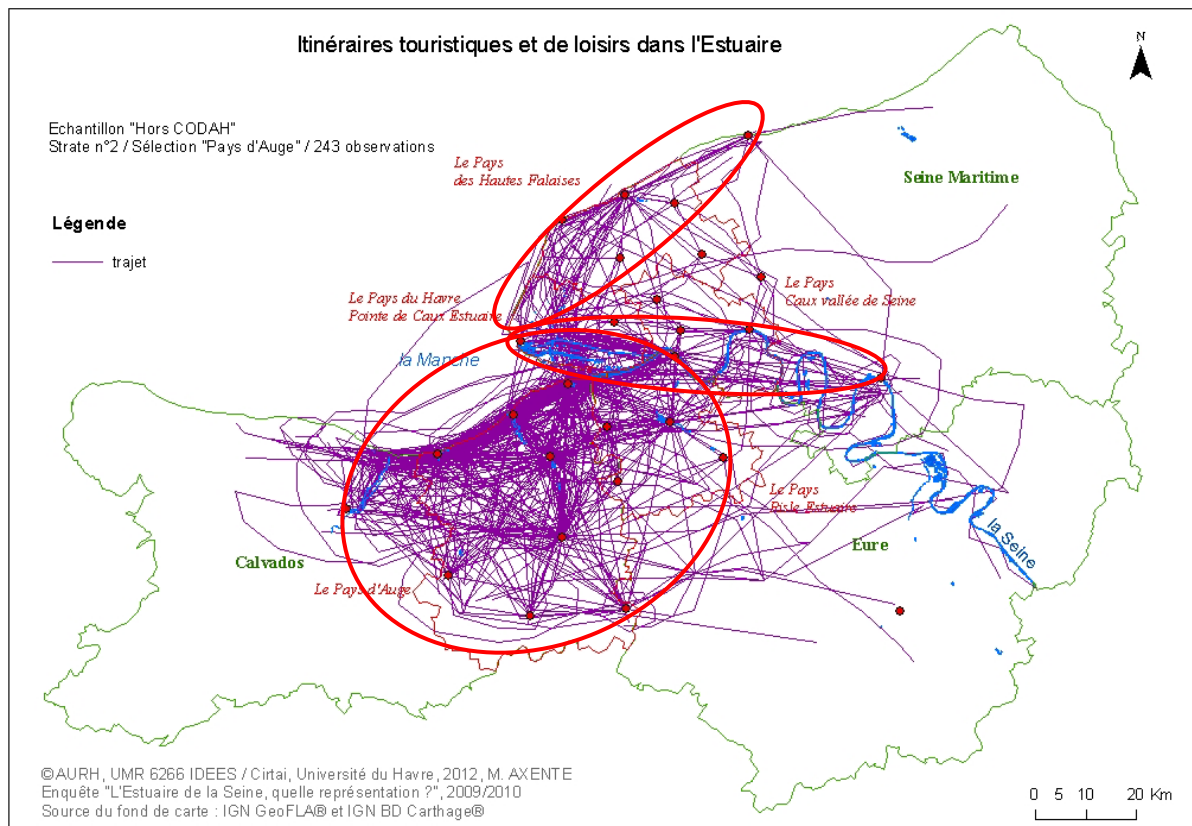 Itinéraires touristiques et de loisirs dans l'Estuaire
N
Echantillon "Hors CODAH"
Strate n°2 / Sélection "Pays d'Auge" / 243 observations
Le Pays
des Hautes Falaises
Seine Maritime
Légende
trajet
Le Pays du Havre
Pointe de Caux Estuaire
Le Pays
Caux vallée de Seine
la Manche
Le Pays
Risle Estuaire
Eure
la Seine
Calvados
Le Pays d'Auge
©AURH, UMR 6266 IDEES / Cirtai, Université du Havre, 2012, M. AXENTE
Enquête "L'Estuaire de la Seine, quelle représentation ?", 2009/2010
Source du fond de carte : IGN GeoFLA® et IGN BD Carthage®
0 5 10 20 Km